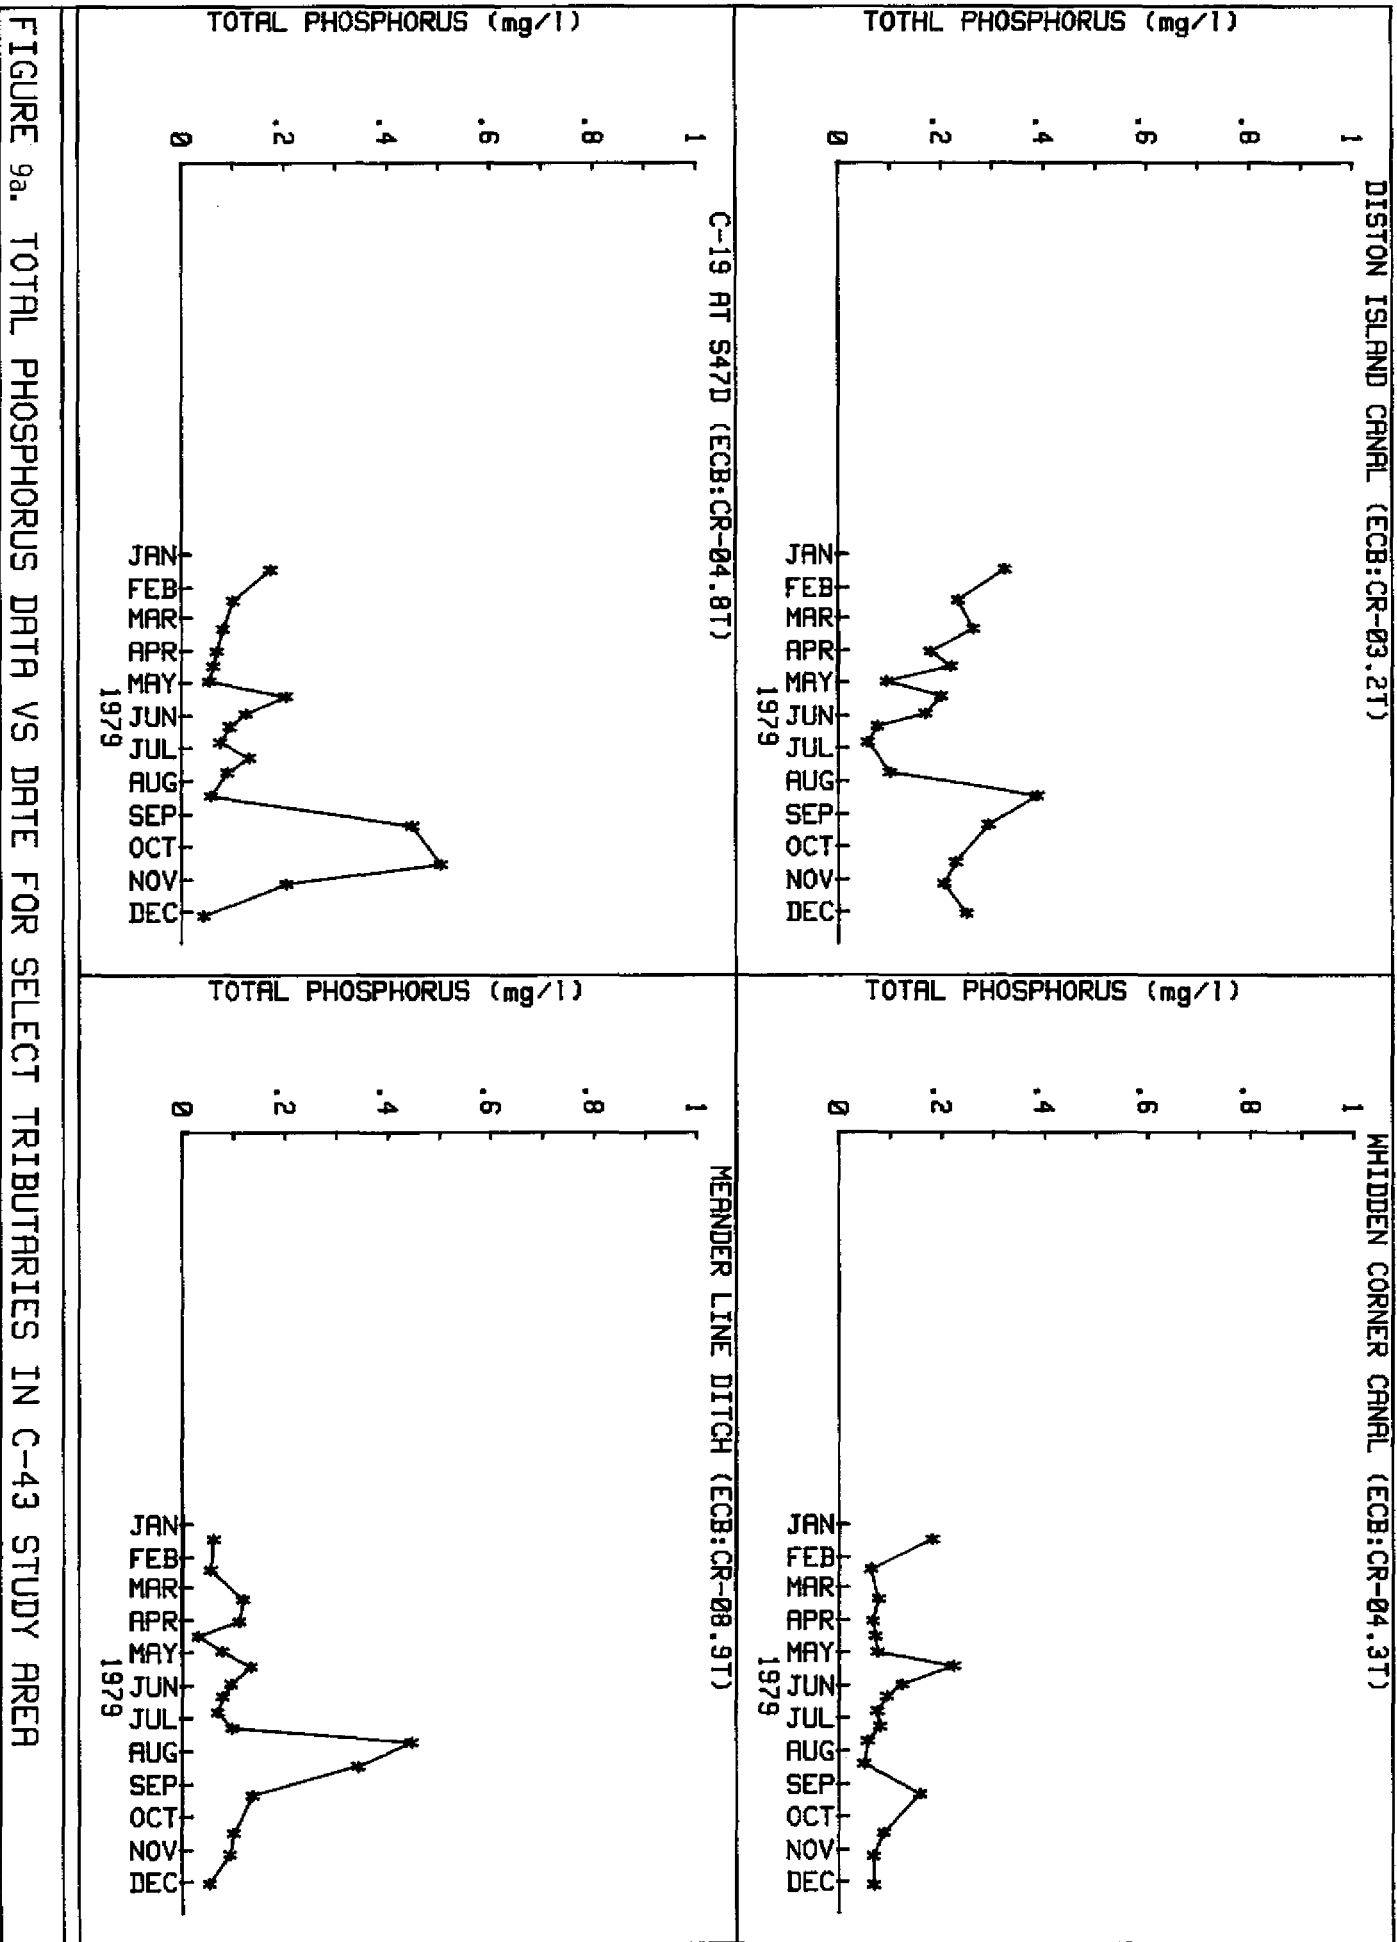 DISTON ISLAND CANAL (ECB:CR-03.2T)
TOTAL PHOSPHORUS (mg/l)
1
.8
.6
.4
.2
0
JAN FEB MAR APR MAY JUN JUL AUG SEP OCT NOV DEC
1979
WHIDDEN CORNER CANAL (ECB:CR-04.3T)
TOTAL PHOSPHORUS (mg/l)
1
.8
.6
.4
.2
0
JAN FEB MAR APR MAY JUN JUL AUG SEP OCT NOV DEC
1979
C-19 AT S47D (ECB:CR-04.8T)
TOTAL PHOSPHORUS (mg/l)
1
.8
.6
.4
.2
0
JAN FEB MAR APR MAY JUN JUL AUG SEP OCT NOV DEC
1979
MEANDER LINE DITCH (ECB:CR-08.9T)
TOTAL PHOSPHORUS (mg/l)
1
.8
.6
.4
.2
0
JAN FEB MAR APR MAY JUN JUL AUG SEP OCT NOV DEC
1979
FIGURE 9a. TOTAL PHOSPHORUS DATA VS DATE FOR SELECT TRIBUTARIES IN C-43 STUDY AREA